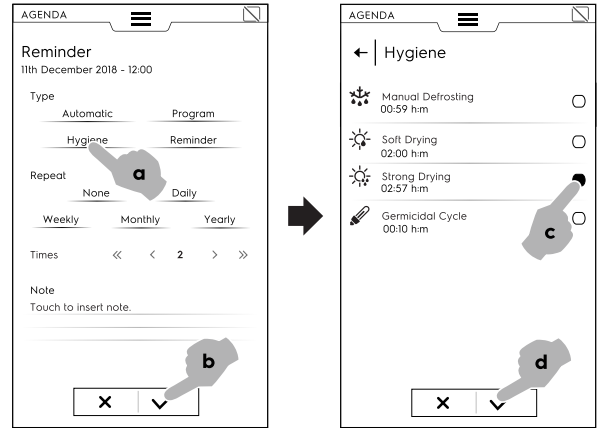 AGENDA
Reminder
11th December 2018 - 12:00
Type
Automatic Program
Hygiene Reminder
a
Repeat
None Daily
Weekly Monthly Yearly
Times « < 2 > »
Note
Touch to insert note.
b
AGENDA
Hygiene
Manual Defrosting
00:59 h:m
Soft Drying
02:00 h:m
Strong Drying
02:57 h:m
Germicidal Cycle
00:10 h:m
c
d